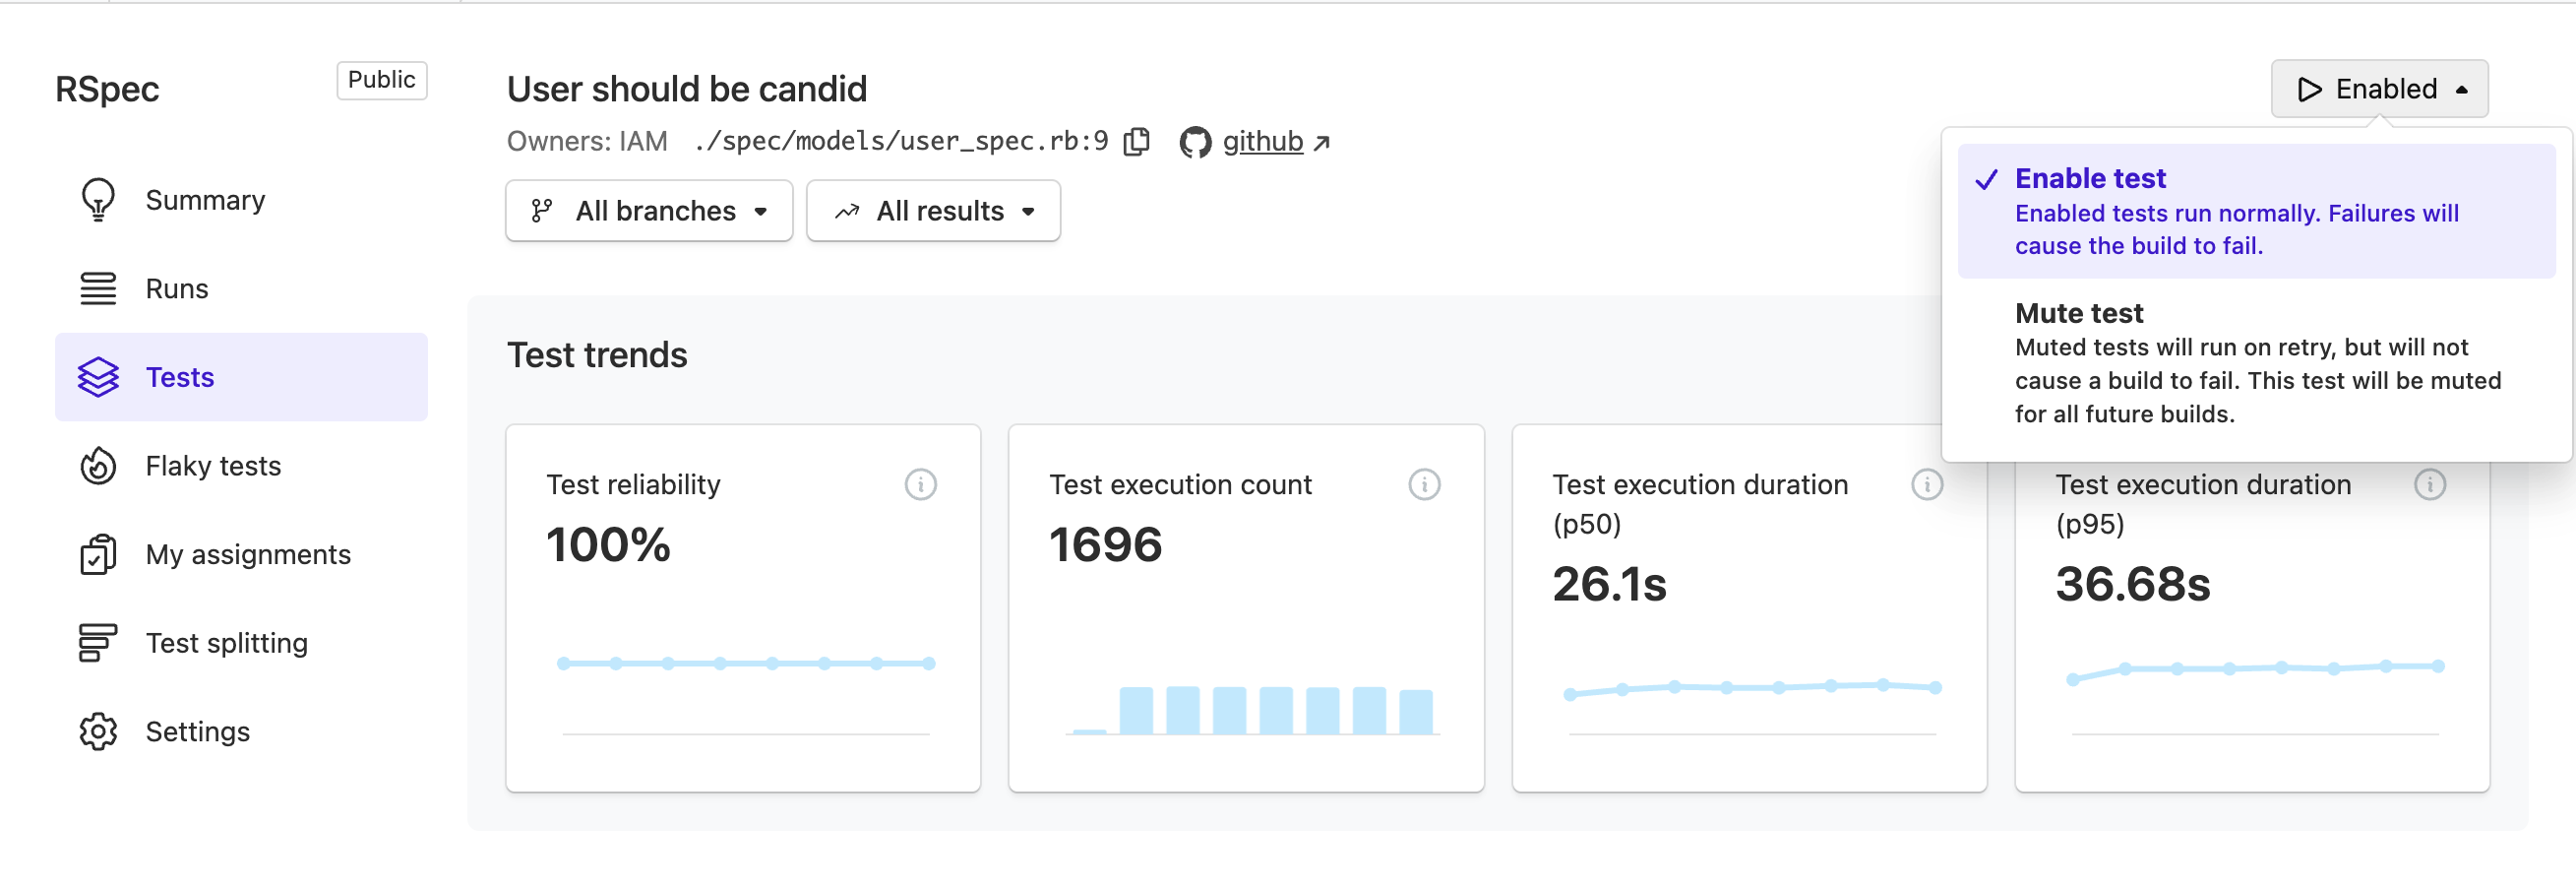 RSpec
Public
Summary
Runs
Tests
Flaky tests
My assignments
Test splitting
Settings
User should be candid
Owners: IAM ./spec/models/user_spec.rb:9 github
All branches
All results
Enabled
Enable test
Enabled tests run normally. Failures will
cause the build to fail.
Mute test
Muted tests will run on retry, but will not
cause a build to fail. This test will be muted
for all future builds.
Test trends
Test reliability
100%
Test execution count
1696
Test execution duration
(p50)
26.1s
Test execution duration
(p95)
36.68s